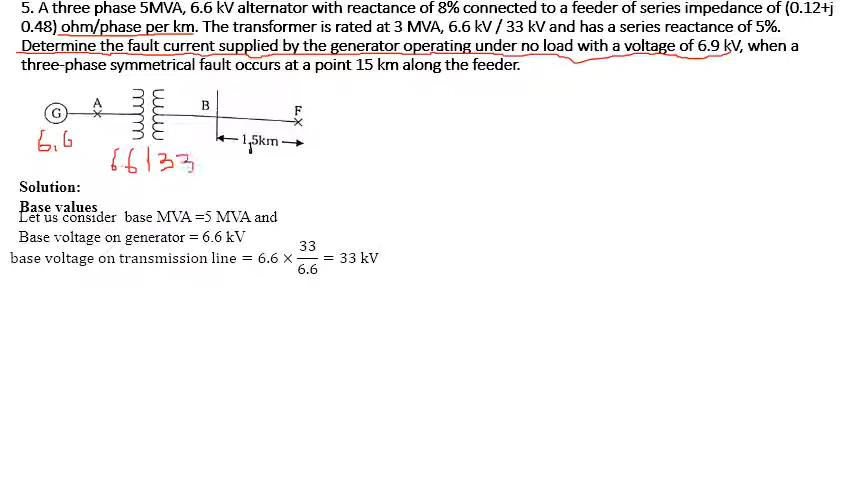 5. A three phase 5MVA, 6.6 kV alternator with reactance of 8% connected to a feeder of series impedance of (0.12+j
0.48) ohm/phase per km. The transformer is rated at 3 MVA, 6.6 kV / 33 kV and has a series reactance of 5%.
Determine the fault current supplied by the generator operating under no load with a voltage of 6.9 kV, when a
three-phase symmetrical fault occurs at a point 15 km along the feeder.
G A B F
1,5km
6.6
6.6/33
Solution:
Base values
Let us consider base MVA =5 MVA and
Base voltage on generator = 6.6 kV
base voltage on transmission line = 6.6 × 33/6.6 = 33 kV